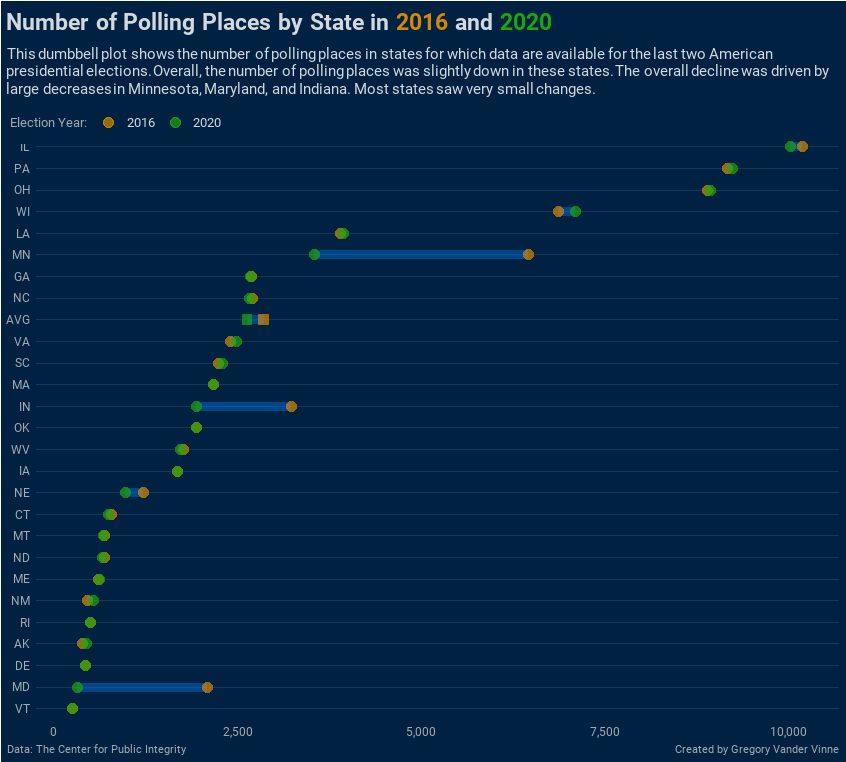 Number of Polling Places by State in 2016 and 2020
This dumbbell plot shows the number of polling places in states for which data are available for the last two American
presidential elections. Overall, the number of polling places was slightly down in these states. The overall decline was driven by
large decreases in Minnesota, Maryland, and Indiana. Most states saw very small changes.
Election Year: 2016 2020
IL
PA
OH
WI
LA
MN
GA
NC
AVG
VA
SC
MA
IN
OK
WV
IA
NE
CT
MT
ND
ME
NM
RI
AK
DE
MD
VT
0 2,500 5,000 7,500 10,000
Data: The Center for Public Integrity Created by Gregory Vander Vinne